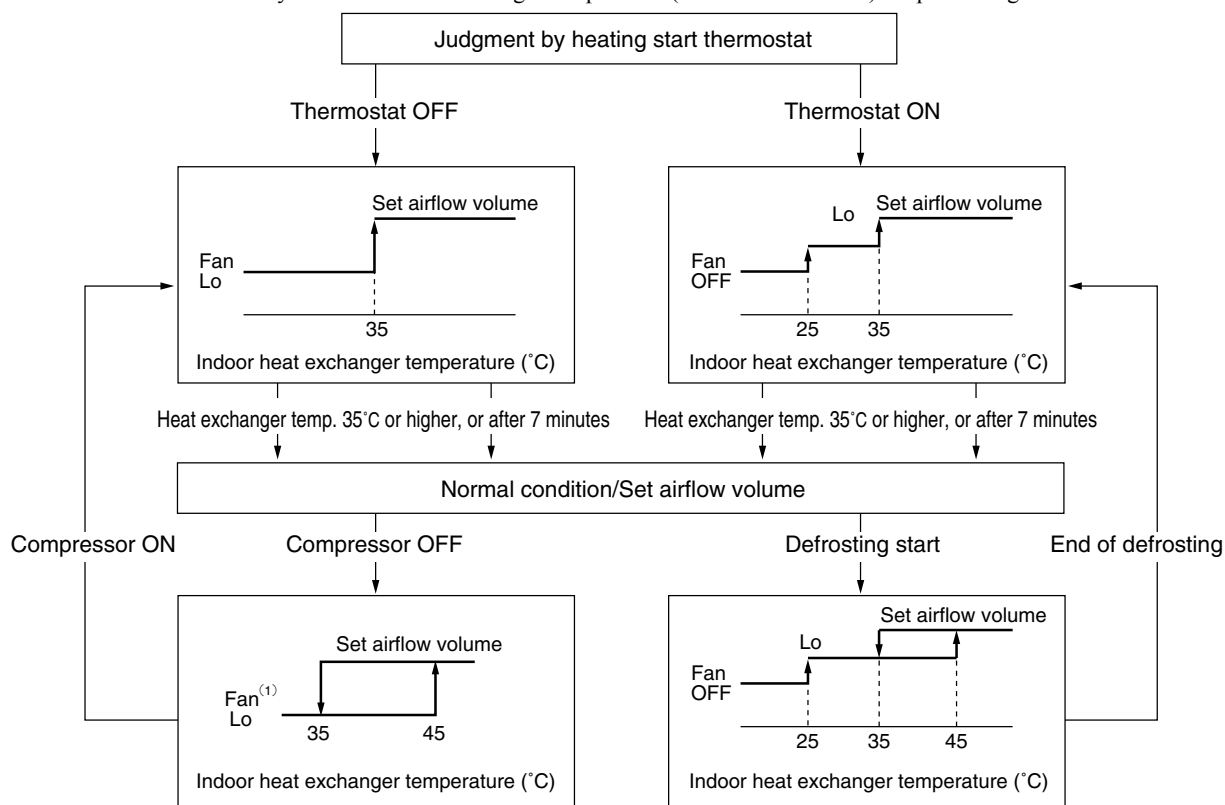 Judgment by heating start thermostat
Thermostat OFF
Thermostat ON
Set airflow volume
Fan
Lo
35
Indoor heat exchanger temperature (˚C)
Set airflow volume
Lo
Fan
OFF
25 35
Indoor heat exchanger temperature (˚C)
Heat exchanger temp. 35˚C or higher, or after 7 minutes
Heat exchanger temp. 35˚C or higher, or after 7 minutes
Normal condition/Set airflow volume
Compressor ON
Compressor OFF
Defrosting start
End of defrosting
Set airflow volume
Fan(1)
Lo
35 45
Indoor heat exchanger temperature (˚C)
Set airflow volume
Lo
Fan
OFF
25 35 45
Indoor heat exchanger temperature (˚C)